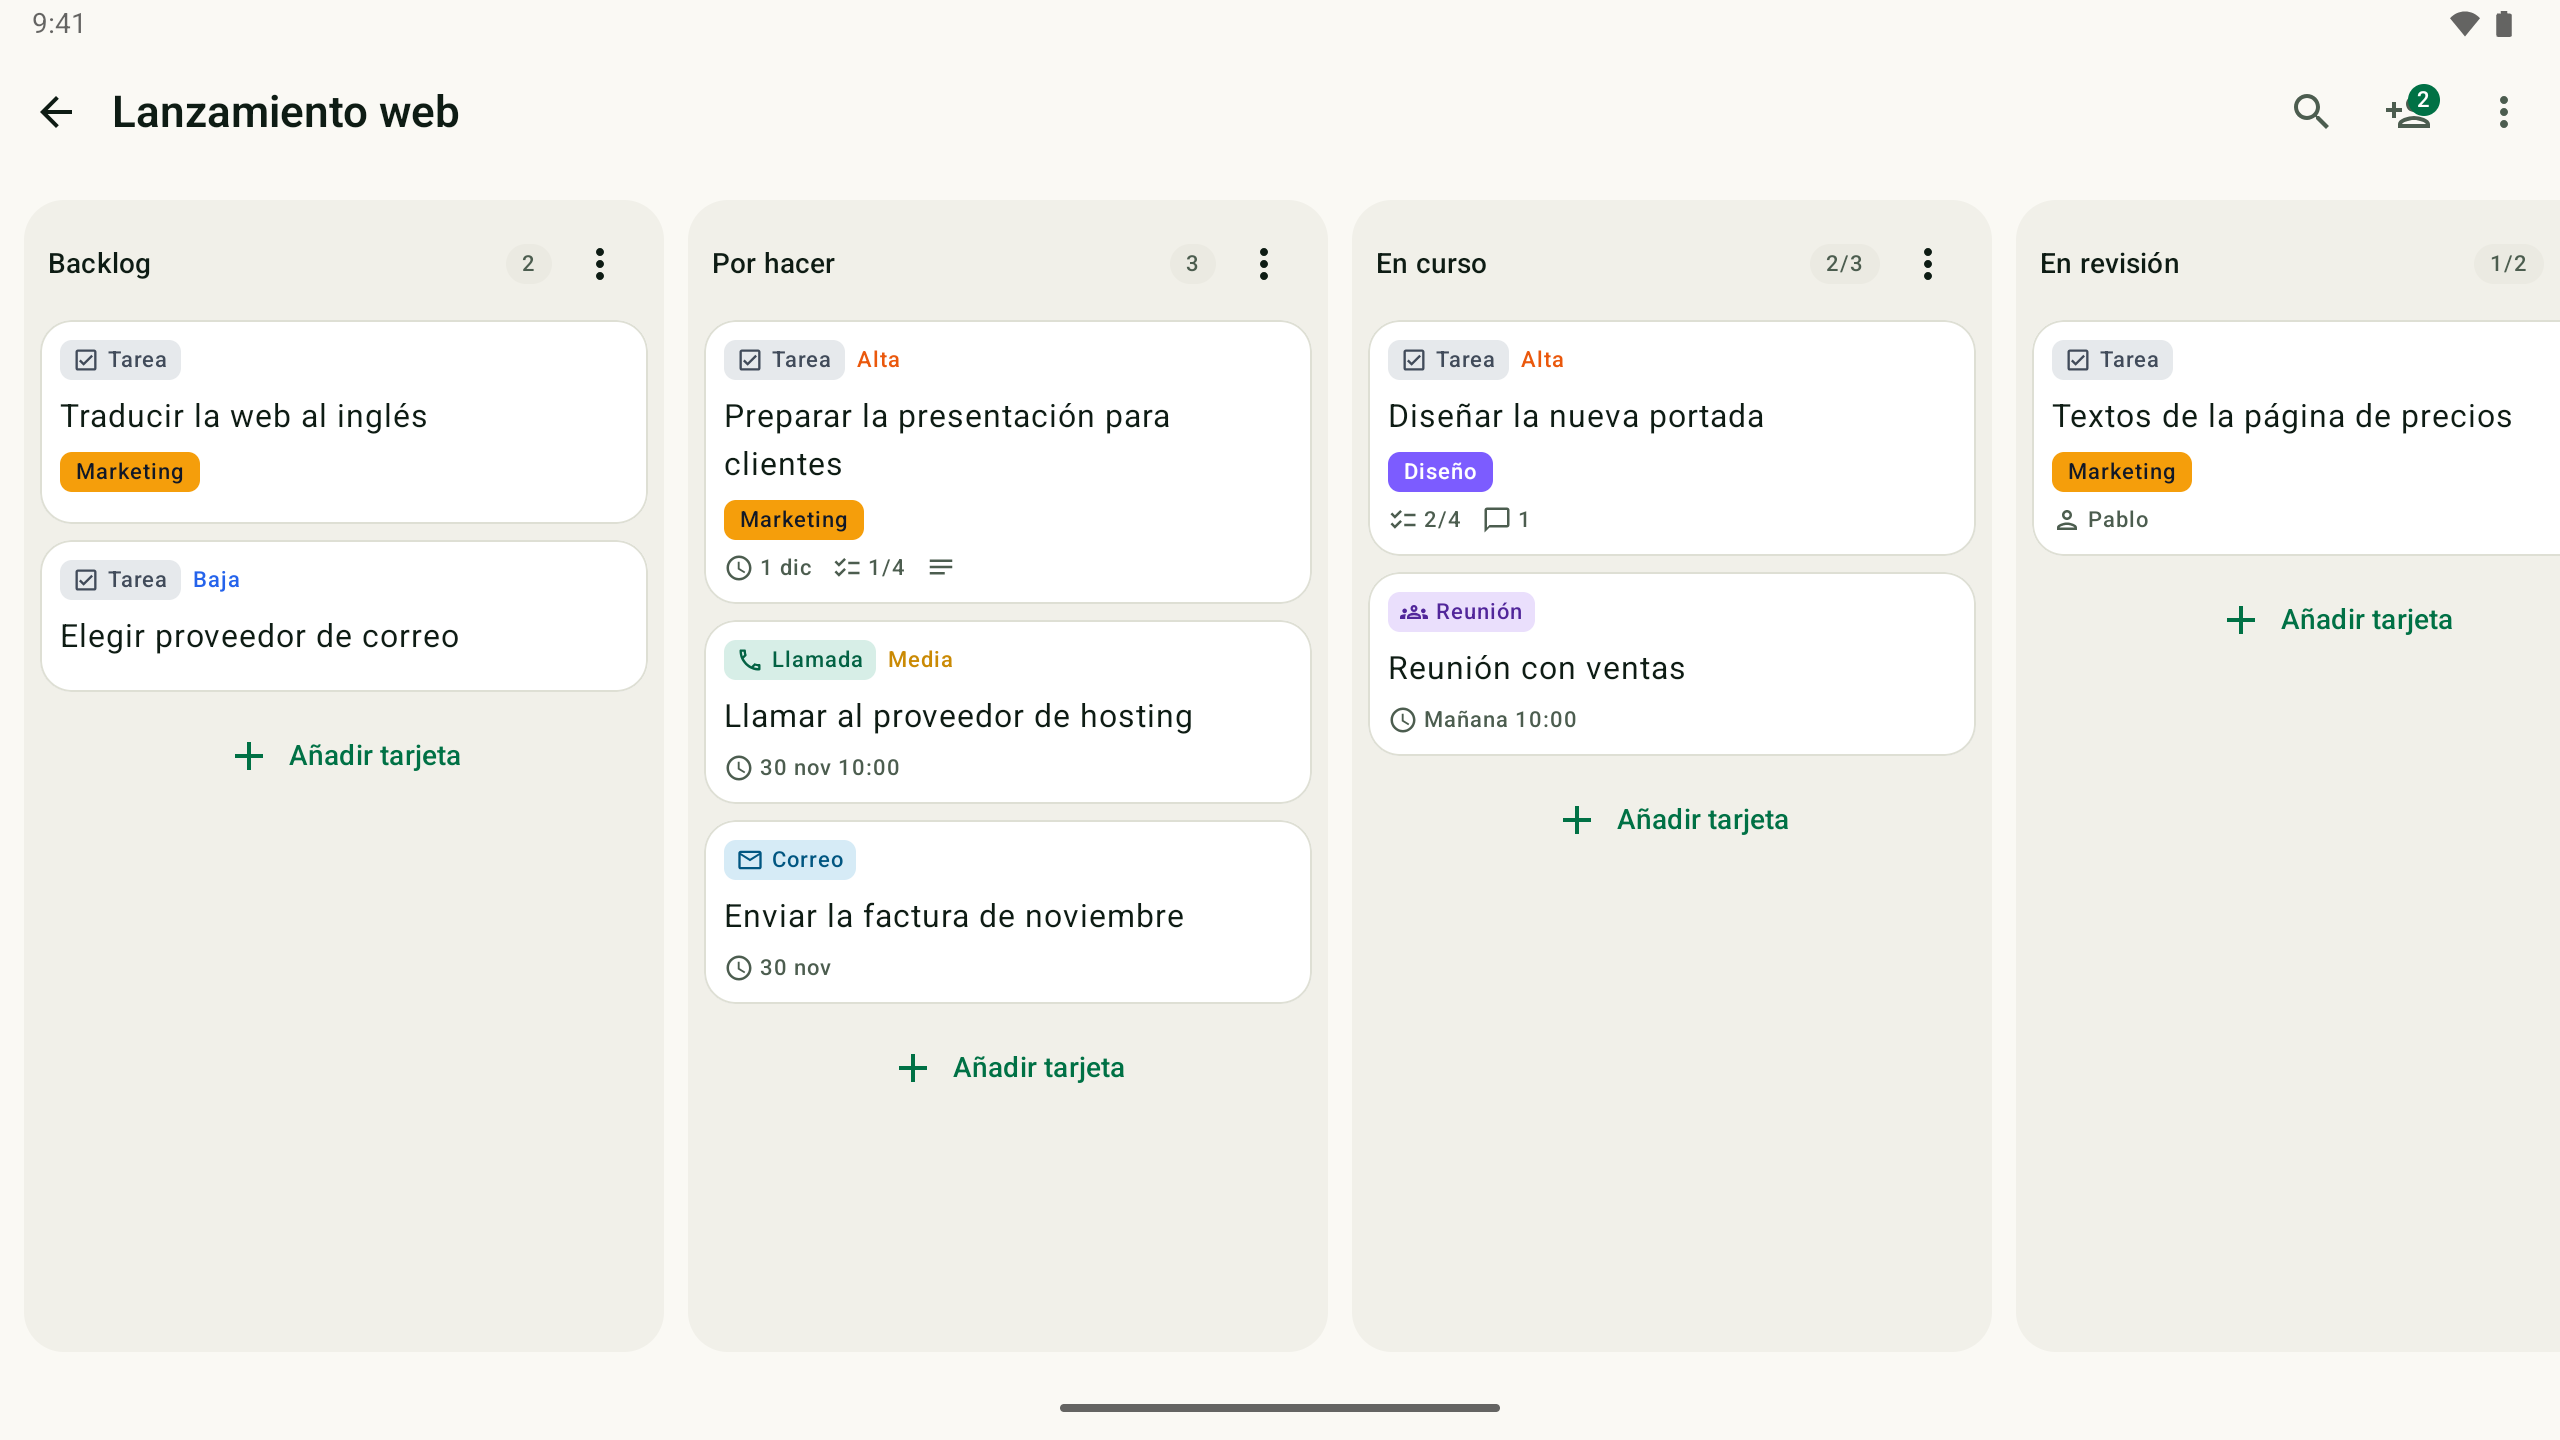 9:41
Lanzamiento web
2
Backlog
2
Tarea
Traducir la web al inglés
Marketing
Tarea Baja
Elegir proveedor de correo
Añadir tarjeta
Por hacer
3
Tarea Alta
Preparar la presentación para
clientes
Marketing
1 dic 1/4
Llamada Media
Llamar al proveedor de hosting
30 nov 10:00
Correo
Enviar la factura de noviembre
30 nov
Añadir tarjeta
En curso
2/3
Tarea Alta
Diseñar la nueva portada
Diseño
2/4 1
Reunión
Reunión con ventas
Mañana 10:00
Añadir tarjeta
En revisión
1/2
Tarea
Textos de la página de precios
Marketing
Pablo
Añadir tarjeta